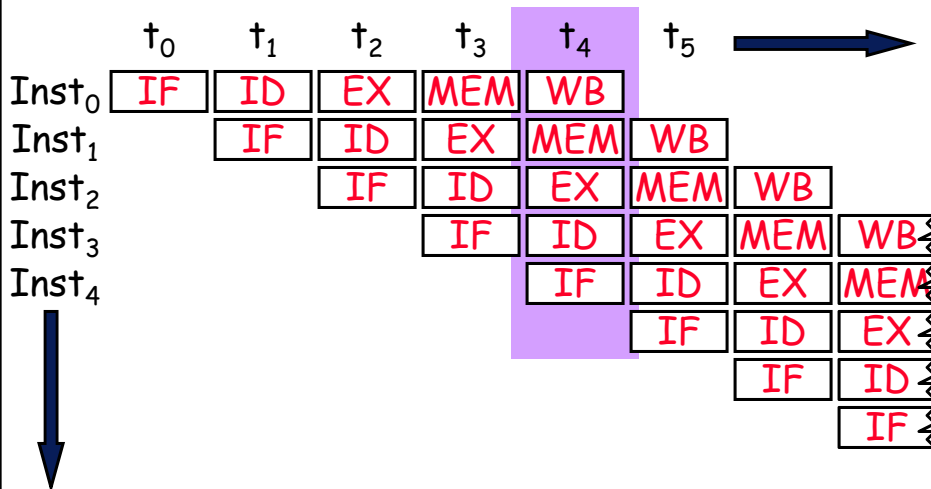 t₀ t₁ t₂ t₃ t₄ t₅
Inst₀ IF ID EX MEM WB
Inst₁ IF ID EX MEM WB
Inst₂ IF ID EX MEM WB
Inst₃ IF ID EX MEM WB
Inst₄ IF ID EX MEM
IF ID EX
IF ID
IF